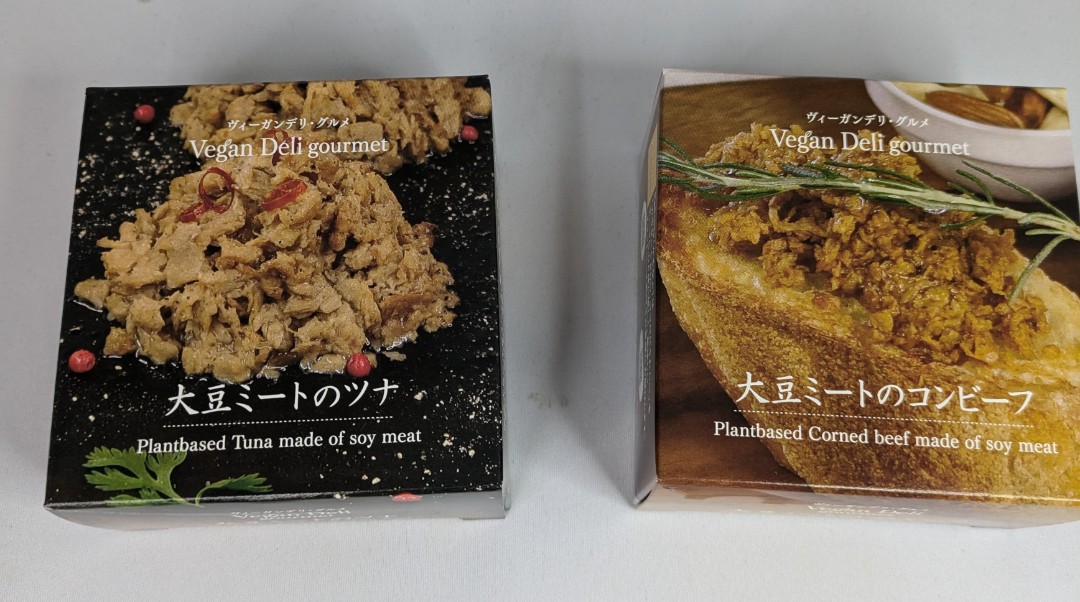 ヴィーガンデリ・グルメ
Vegan Deli gourmet
大豆ミートのツナ
Plantbased Tuna made of soy meat
ヴィーガンデリ・グルメ
Vegan Deli gourmet
大豆ミートのコンビーフ
Plantbased Corned beef made of soy meat